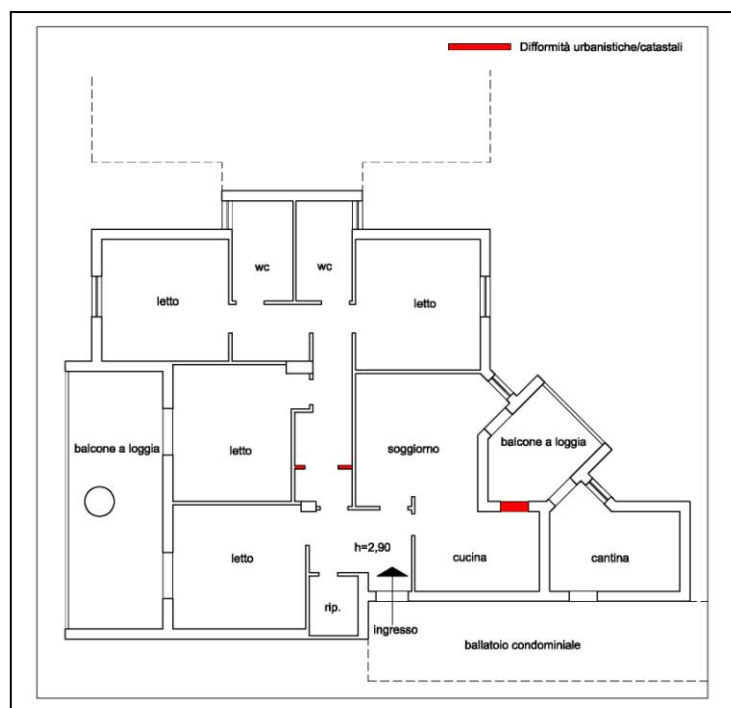 Difformità urbanistiche/catastali
wc
wc
letto
letto
balcone a loggia
letto
soggiorno
balcone a loggia
letto
h=2,90
cucina
cantina
rip.
ingresso
ballatoio condominiale